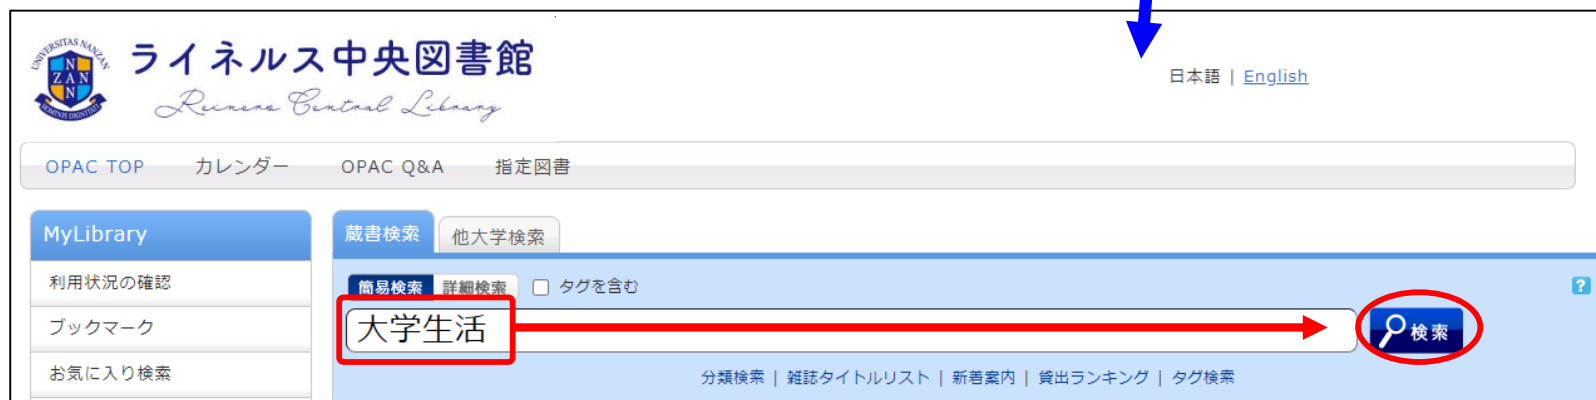 UNIVERSITAS NANZAN
NANZAN
HOMINIS DIGNITATI
ライネルス中央図書館
Reiners Central Library
日本語 | English
OPAC TOP カレンダー OPAC Q&A 指定図書
MyLibrary
利用状況の確認
ブックマーク
お気に入り検索
蔵書検索 他大学検索
簡易検索 詳細検索 タグを含む
?
大学生活 検索
分類検索 | 雑誌タイトルリスト | 新着案内 | 貸出ランキング | タグ検索